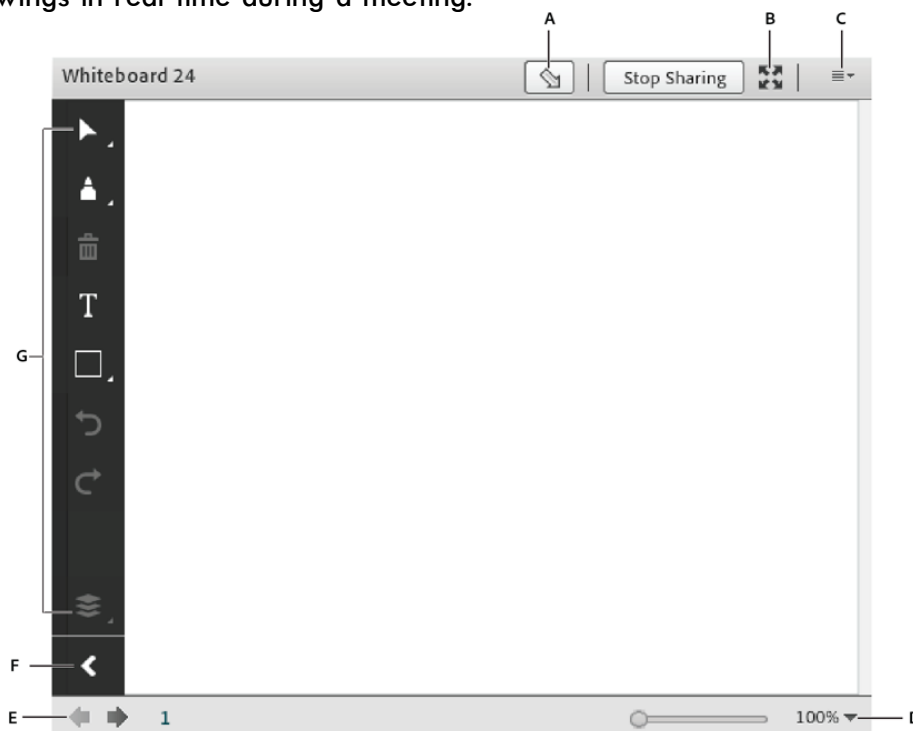 wings in real time during a meeting.
A B C
Whiteboard 24 Stop Sharing
T
G
F
E 1 100% D